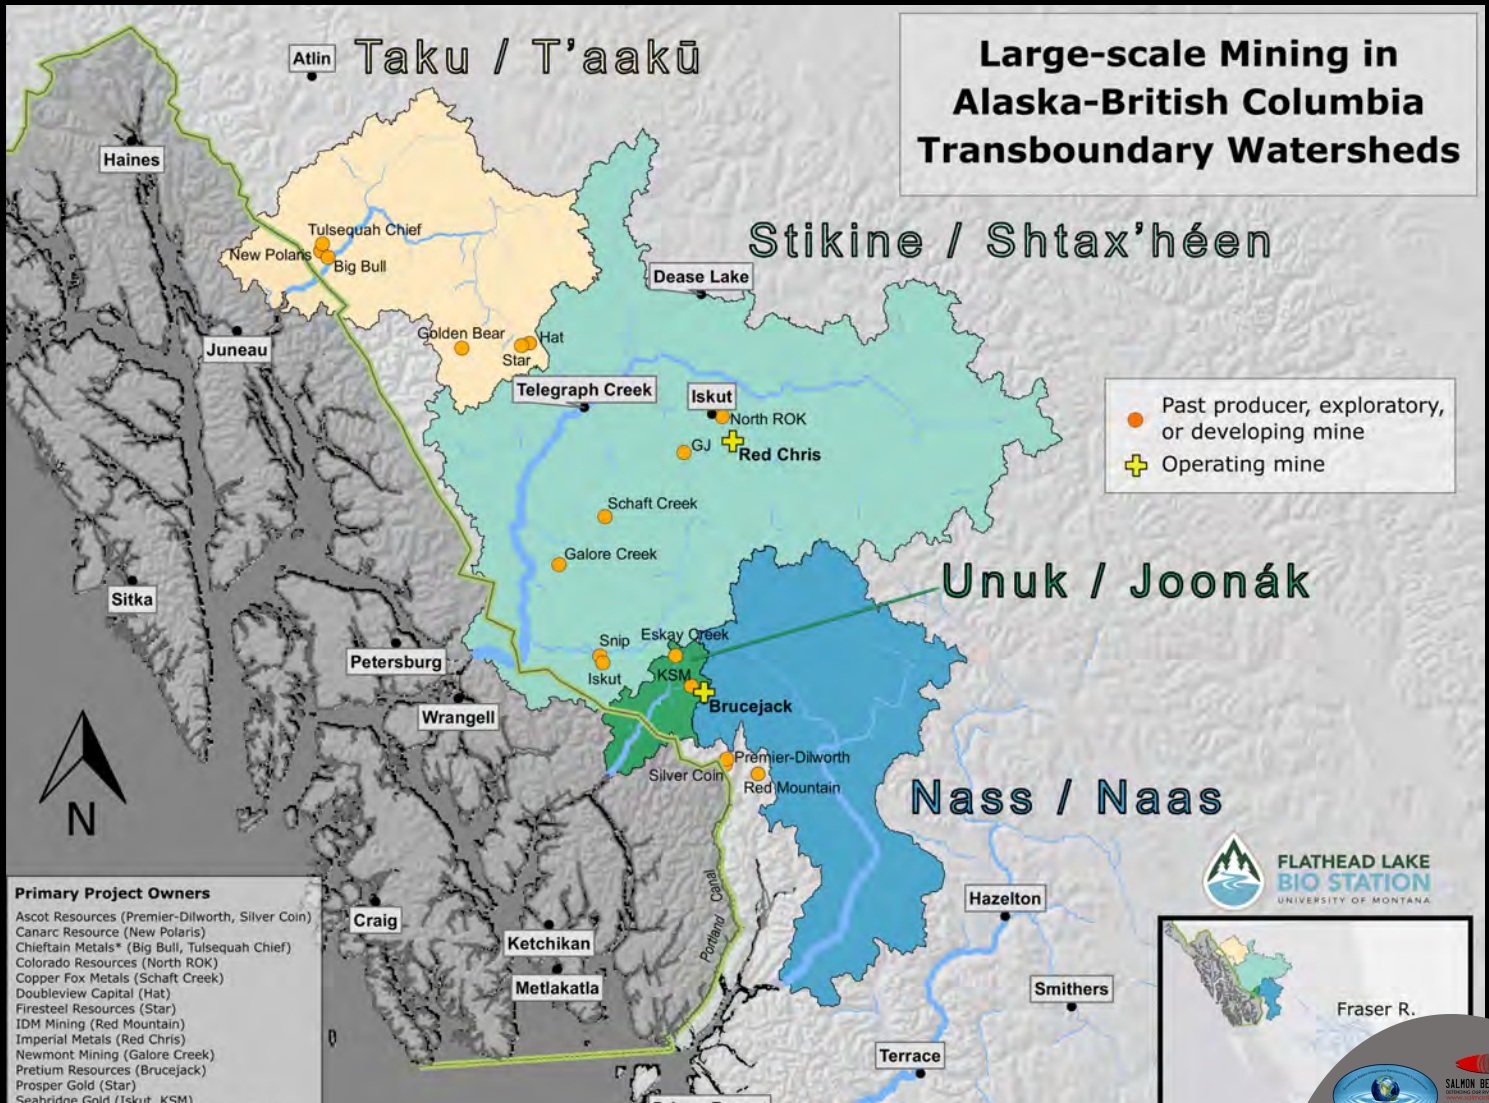 Large-scale Mining in
Alaska-British Columbia
Transboundary Watersheds
Atlin
Taku / T'aakū
Haines
Tulsequah Chief
New Polaris
Big Bull
Stikine / Shtax'héen
Dease Lake
Juneau
Golden Bear
Hat
Star
Telegraph Creek
Iskut
North ROK
GJ
Red Chris
Past producer, exploratory,
or developing mine
Operating mine
Schaft Creek
Galore Creek
Unuk / Joonák
Sitka
Snip
Eskay Creek
Petersburg
Iskut
KSM
Brucejack
Wrangell
Premier-Dilworth
Silver Coin
Red Mountain
Nass / Naas
N
FLATHEAD LAKE
BIO STATION
UNIVERSITY OF MONTANA
Portland Canal
Hazelton
Craig
Ketchikan
Metlakatla
Smithers
Terrace
Fraser R.
Primary Project Owners
Ascot Resources (Premier-Dilworth, Silver Coin)
Canarc Resource (New Polaris)
Chieftain Metals* (Big Bull, Tulsequah Chief)
Colorado Resources (North ROK)
Copper Fox Metals (Schaft Creek)
Doubleview Capital (Hat)
Firesteel Resources (Star)
IDM Mining (Red Mountain)
Imperial Metals (Red Chris)
Newmont Mining (Galore Creek)
Pretium Resources (Brucejack)
Prosper Gold (Star)
Seabridge Gold (Iskut, KSM)
SALMON BE